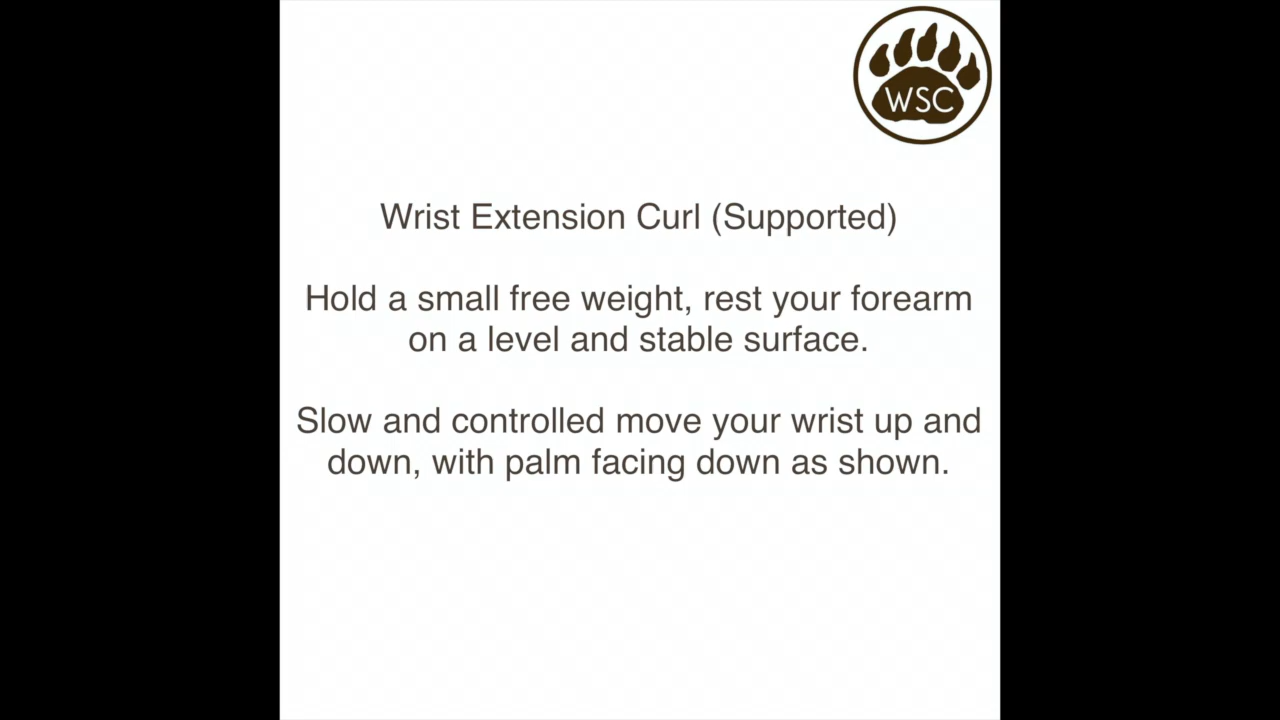 WSC
Wrist Extension Curl (Supported)
Hold a small free weight, rest your forearm
on a level and stable surface.
Slow and controlled move your wrist up and
down, with palm facing down as shown.